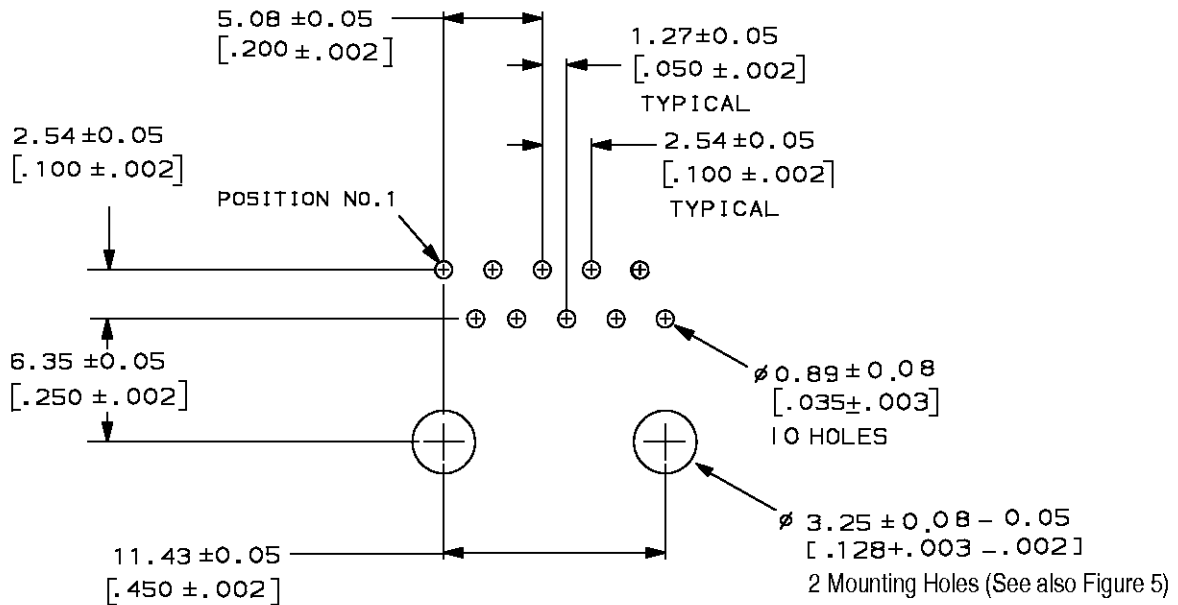 5.08 ±0.05
[.200 ±.002]
1.27±0.05
[.050 ±.002]
TYPICAL
2.54 ±0.05
[.100 ±.002]
2.54 ±0.05
[.100 ±.002]
TYPICAL
POSITION NO.1
6.35 ±0.05
[.250 ±.002]
ø 0.89 ± 0.08
[.035±.003]
10 HOLES
ø 3.25 ± 0.08 - 0.05
[.128+.003 -.002]
2 Mounting Holes (See also Figure 5)
11.43 ±0.05
[.450 ±.002]